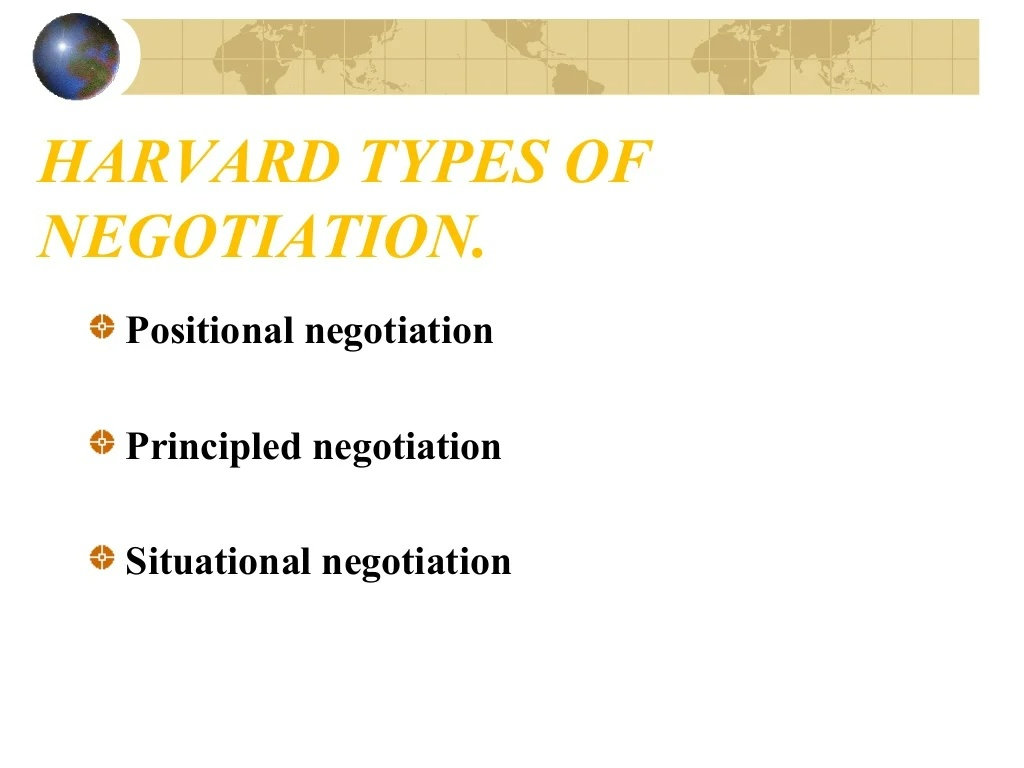 HARVARD TYPES OF
NEGOTIATION.
Positional negotiation
Principled negotiation
Situational negotiation